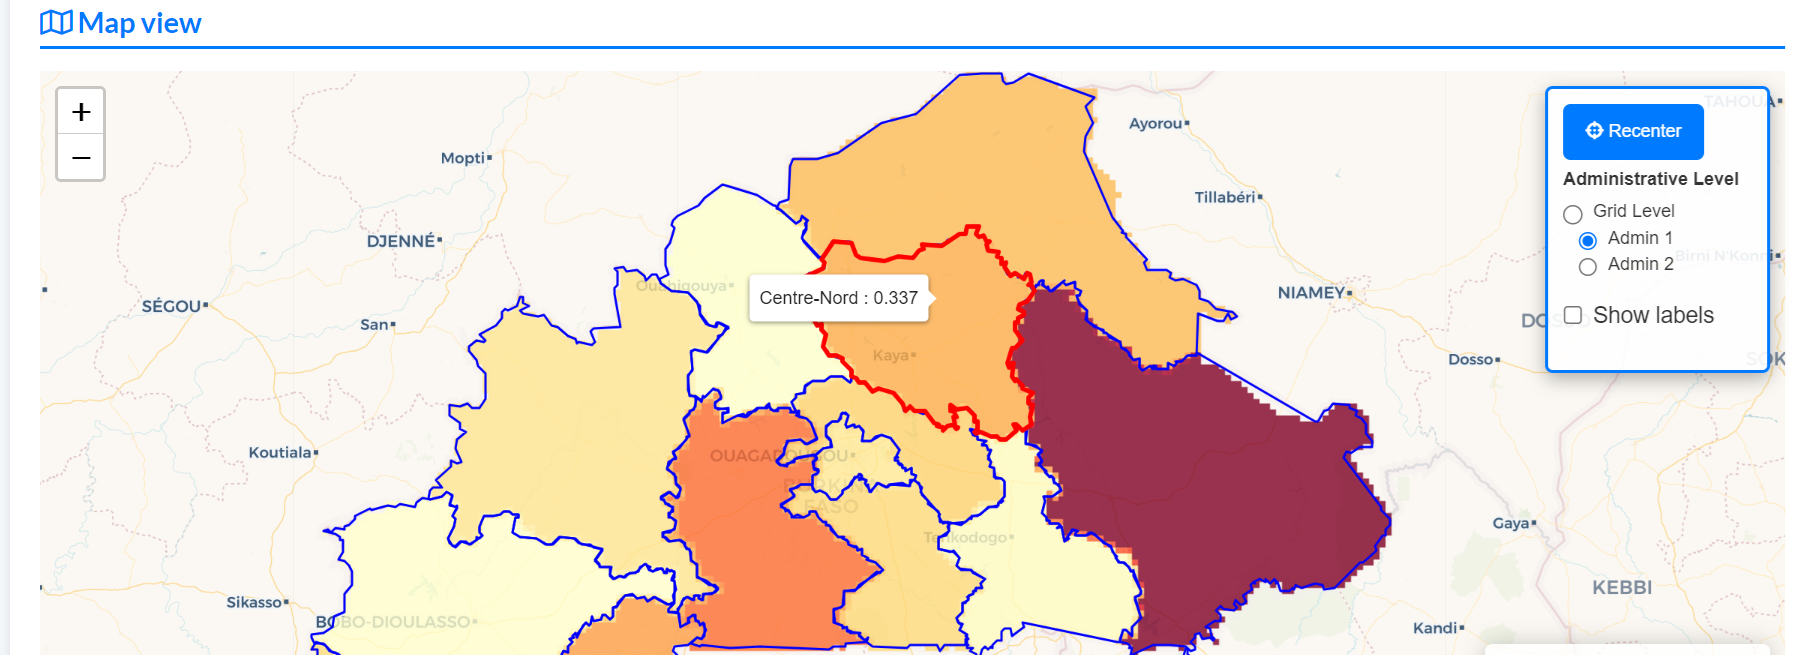 Map view
+
−
Recenter
Administrative Level
Grid Level
Admin 1
Admin 2
Show labels
TAHOUA
Ayorou
Mopti
Tillabéri
DJENNÉ
Birni N'Konni
Ouahigouya
NIAMEY
Centre-Nord : 0.337
SÉGOU
San
Kaya
Dosso
Koutiala
OUAGADOUGOU
BURKINA
FASO
Gaya
Tenkodogo
KEBBI
Sikasso
BOBO-DIOULASSO
Kandi